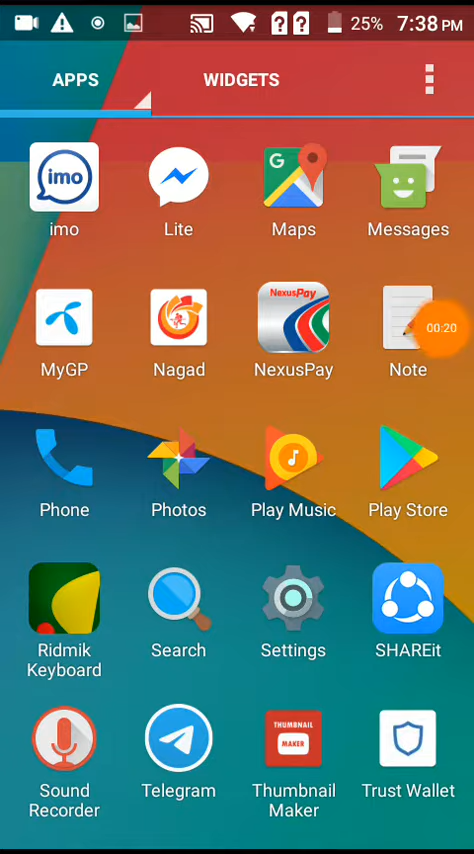 25% 7:38 PM
APPS WIDGETS
imo
G
imo Lite Maps Messages
NexusPay
00:20
MyGP Nagad NexusPay Note
Phone Photos Play Music Play Store
Ridmik Keyboard Search Settings SHAREit
THUMBNAIL
MAKER
Sound Recorder Telegram Thumbnail Maker Trust Wallet